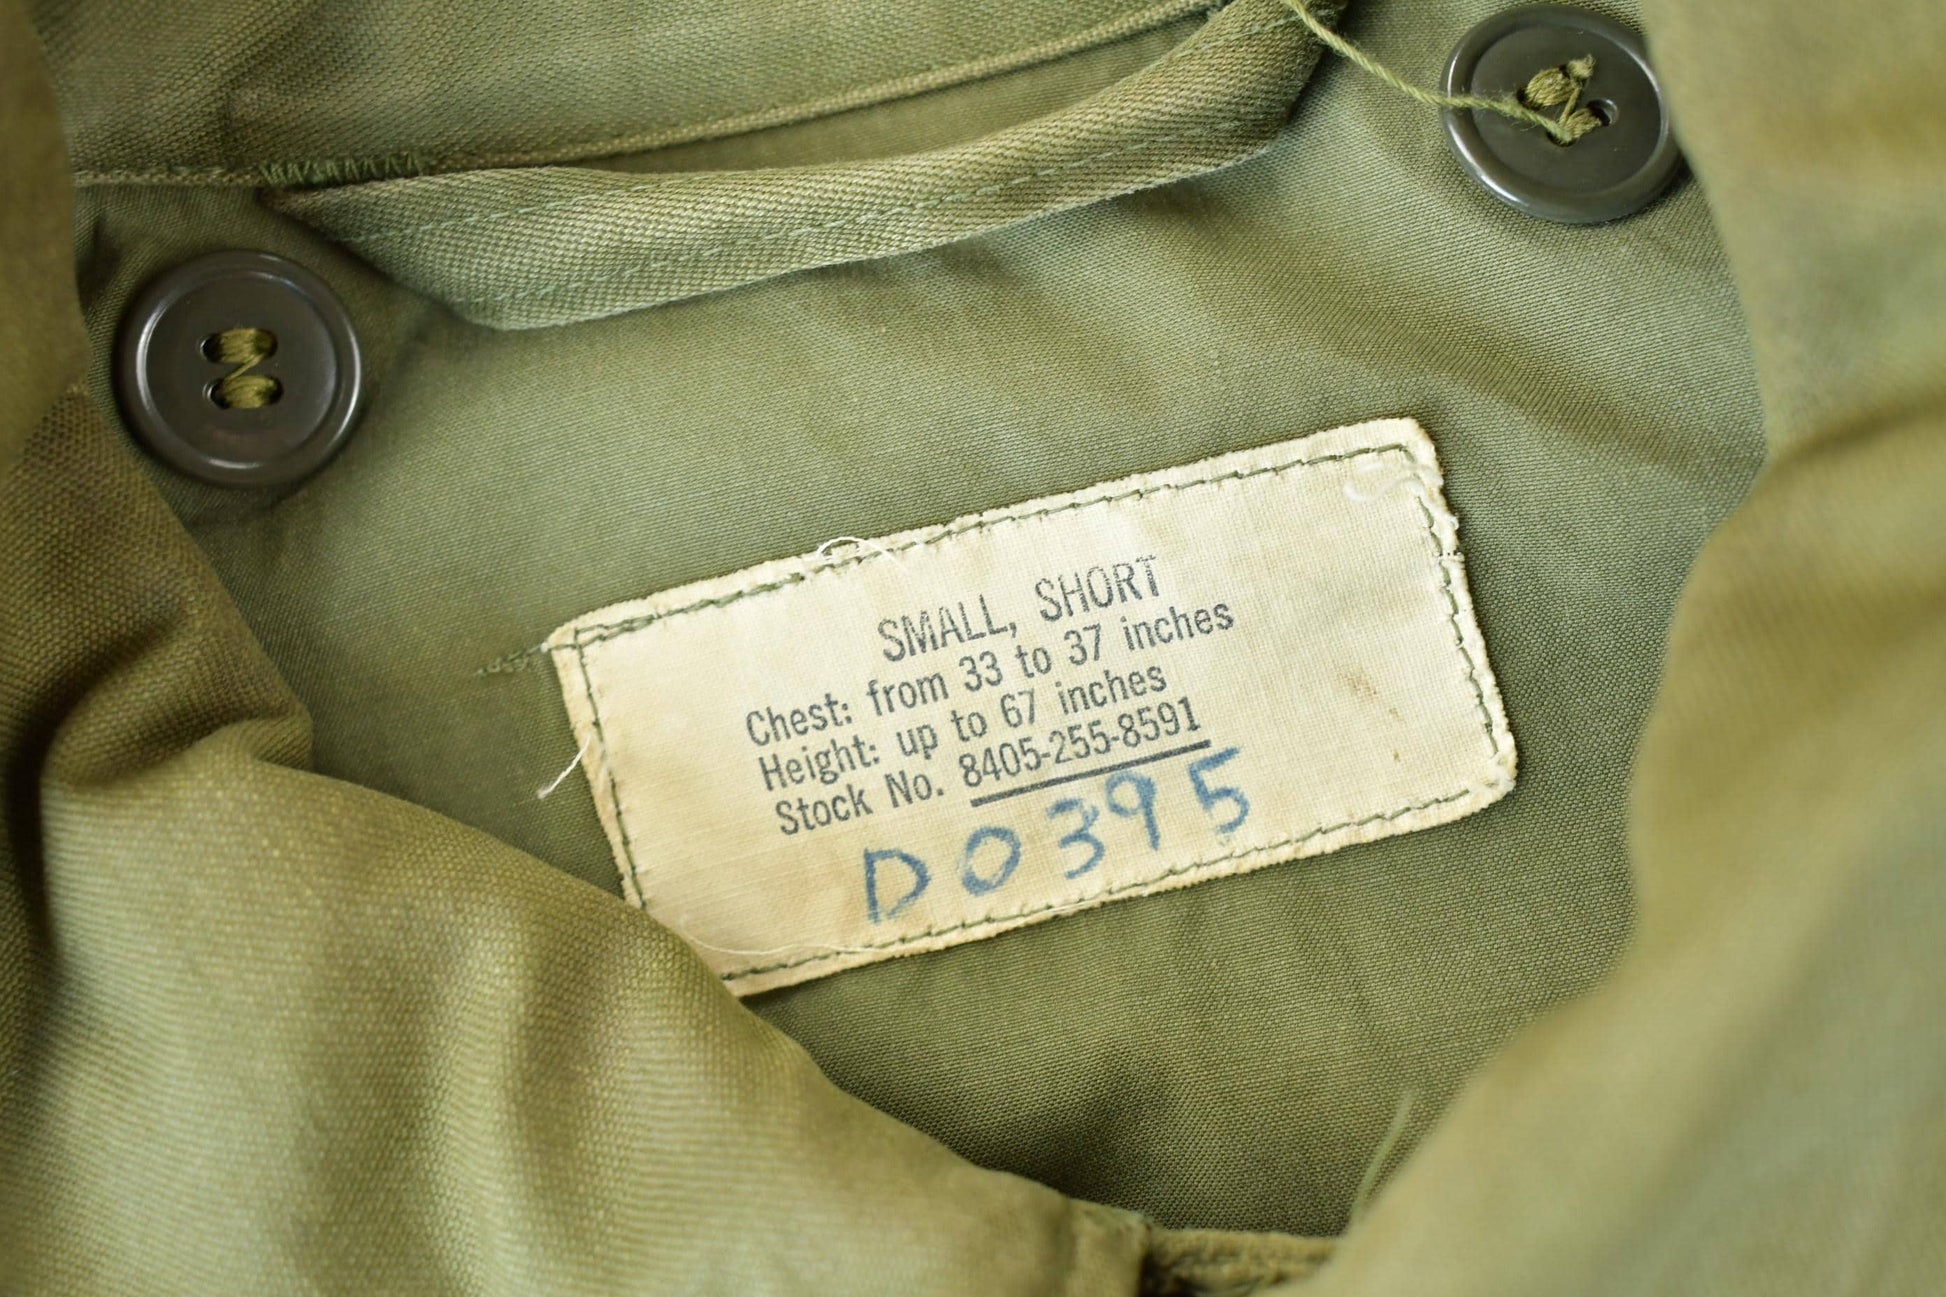 SMALL, SHORT
Chest: from 33 to 37 inches
Height: up to 67 inches
Stock No. 8405-255-8591
D0395